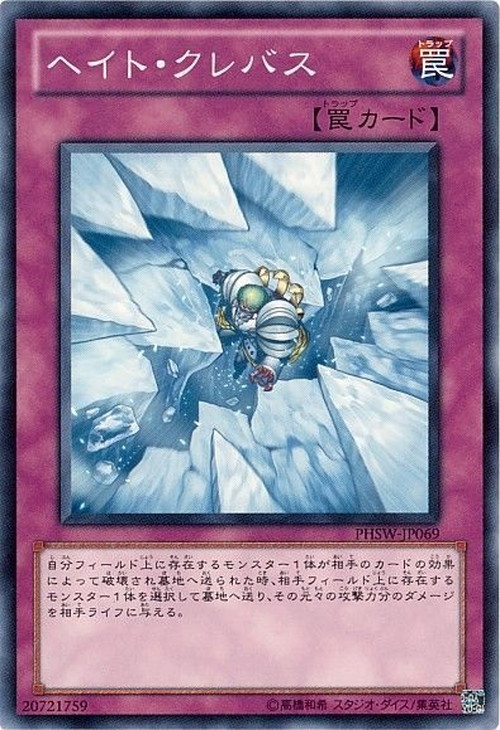 ヘイト・クレバス
トラップ
罠
トラップ
【罠カード】
PHSW-JP069
自分フィールド上に存在するモンスター1体が相手のカードの効果
によって破壊され墓地へ送られた時、相手フィールド上に存在する
モンスター1体を選択して墓地へ送り、その元々の攻撃力分のダメージ
を相手ライフに与える。
20721759
©高橋和希 スタジオ・ダイス/集英社